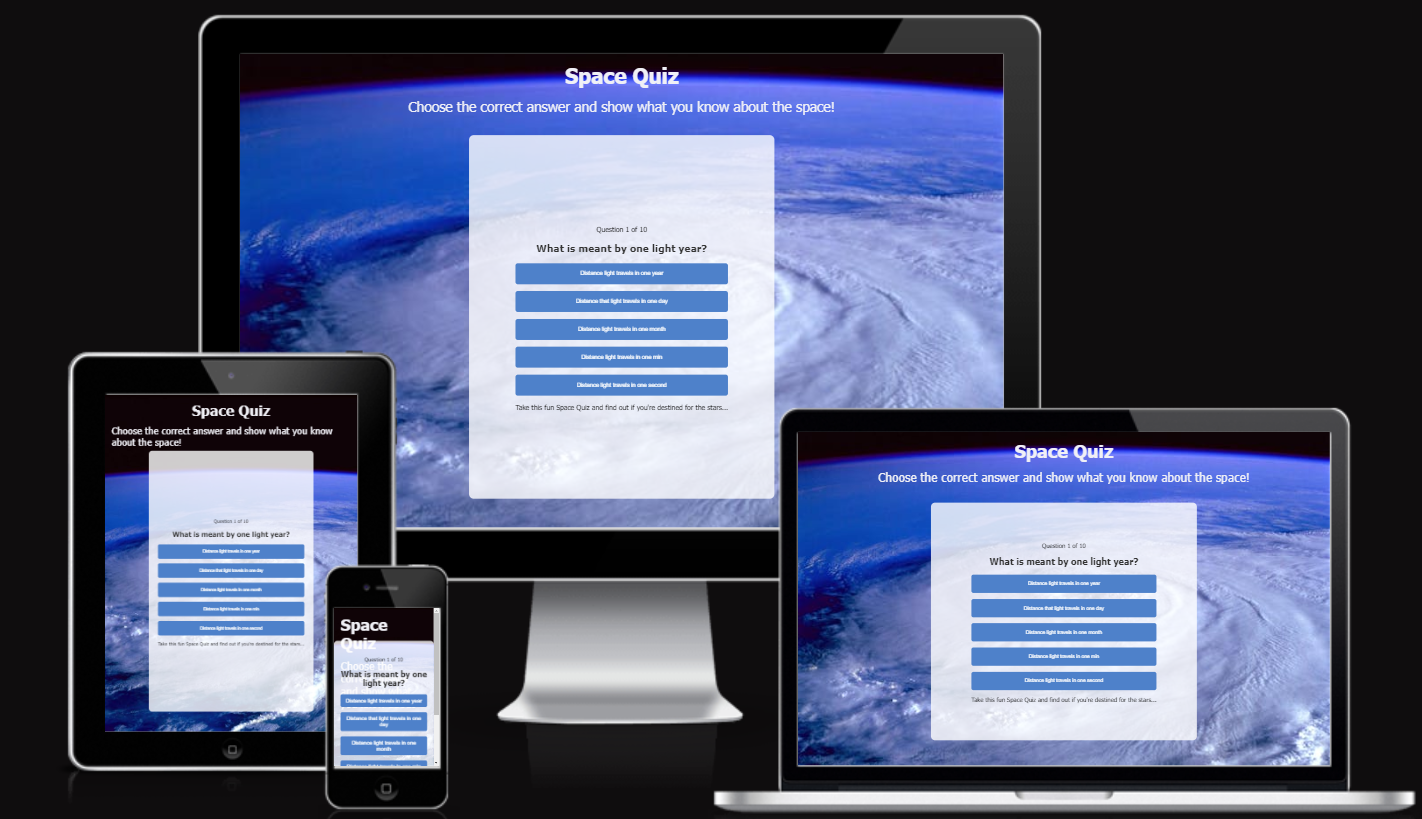 Space Quiz
Choose the correct answer and show what you know about the space!
Question 1 of 10
What is meant by one light year?
Distance light travels in one year
Distance that light travels in one day
Distance light travels in one month
Distance light travels in one min
Distance light travels in one second
Take this fun Space Quiz and find out if you're destined for the stars...
Space Quiz
Choose the correct answer and show what you know
about the space!
Question 1 of 10
What is meant by one light year?
Distance light travels in one year
Distance that light travels in one day
Distance light travels in one month
Distance light travels in one min
Distance light travels in one second
Take this fun Space Quiz and find out if you're destined for the stars...
Space
Quiz
Choose the
Question 1 of 10
What is meant by one
light year?
Distance light travels in one year
Distance that light travels in one
day
Distance light travels in one
month
Space Quiz
Choose the correct answer and show what you know about the space!
Question 1 of 10
What is meant by one light year?
Distance light travels in one year
Distance that light travels in one day
Distance light travels in one month
Distance light travels in one min
Distance light travels in one second
Take this fun Space Quiz and find out if you're destined for the stars...